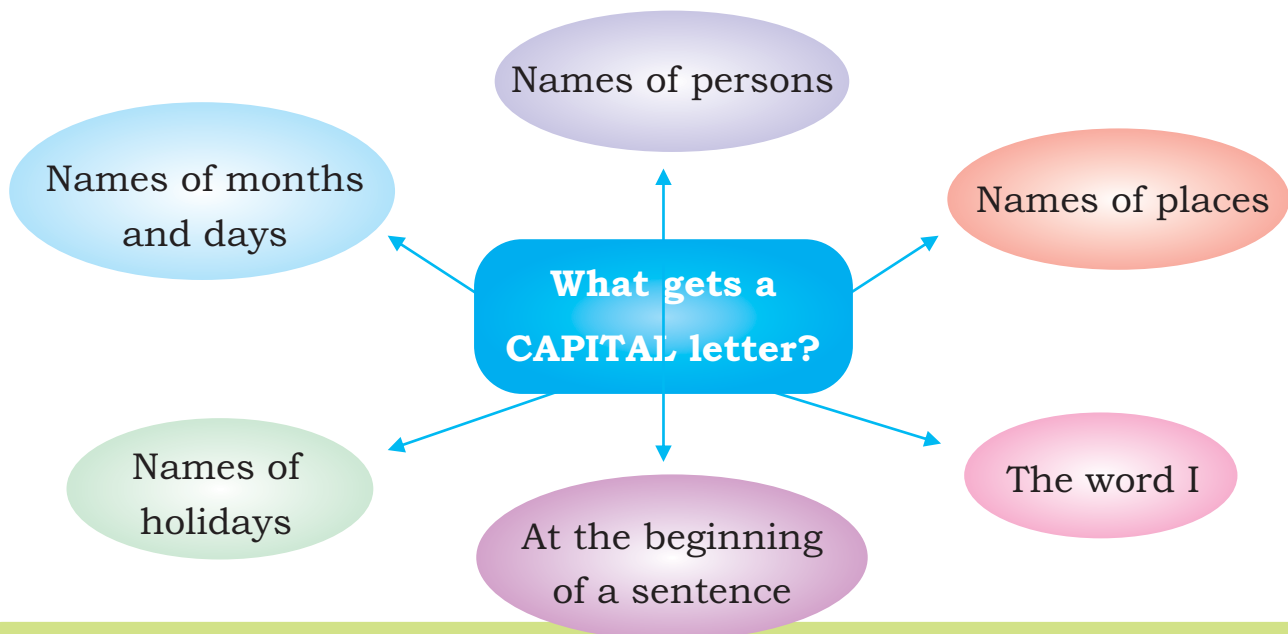 Names of persons
Names of months
and days
Names of places
What gets a
CAPITAL letter?
Names of
holidays
The word I
At the beginning
of a sentence